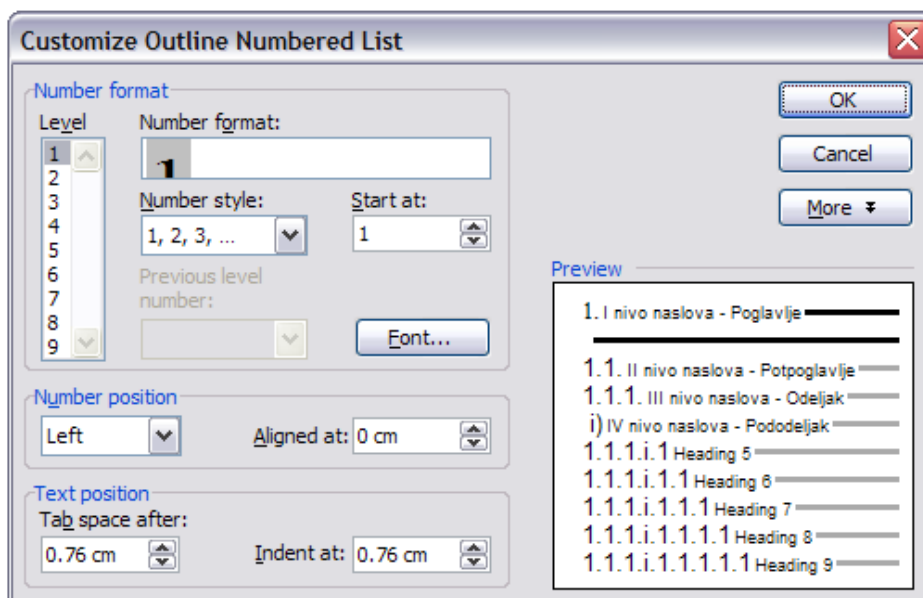 Customize Outline Numbered List
Number format
Level
Number format:
1
1
2
3
4
5
6
7
8
9
Number style:
Start at:
1, 2, 3, ...
1
Previous level
number:
Font...
Number position
Left
Aligned at: 0 cm
Text position
Tab space after:
0.76 cm
Indent at: 0.76 cm
OK
Cancel
More
Preview
1. I nivo naslova - Poglavlje
1.1. II nivo naslova - Potpoglavlje
1.1.1. III nivo naslova - Odeljak
i) IV nivo naslova - Pododeljak
1.1.1.i.1 Heading 5
1.1.1.i.1.1 Heading 6
1.1.1.i.1.1.1 Heading 7
1.1.1.i.1.1.1.1 Heading 8
1.1.1.i.1.1.1.1.1 Heading 9